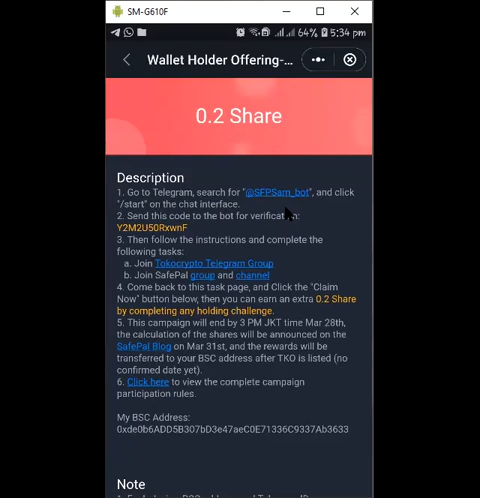 SM-G610F
64% 5:34 pm
Wallet Holder Offering-...
0.2 Share
Description
1. Go to Telegram, search for "@SFPSam_bot", and click
"/start" on the chat interface.
2. Send this code to the bot for verification:
Y2M2U50RxwnF
3. Then follow the instructions and complete the
following tasks:
a. Join Tokocrypto Telegram Group
b. Join SafePal group and channel
4. Come back to this task page, and Click the "Claim
Now" button below, then you can earn an extra 0.2 Share
by completing any holding challenge.
5. This campaign will end by 3 PM JKT time Mar 28th,
the calculation of the shares will be announced on the
SafePal Blog on Mar 31st, and the rewards will be
transferred to your BSC address after TKO is listed (no
confirmed date yet).
6. Click here to view the complete campaign
participation rules.
My BSC Address:
0xde0b6ADD5B307bD3e47aeC0E71336C9337Ab3633
Note